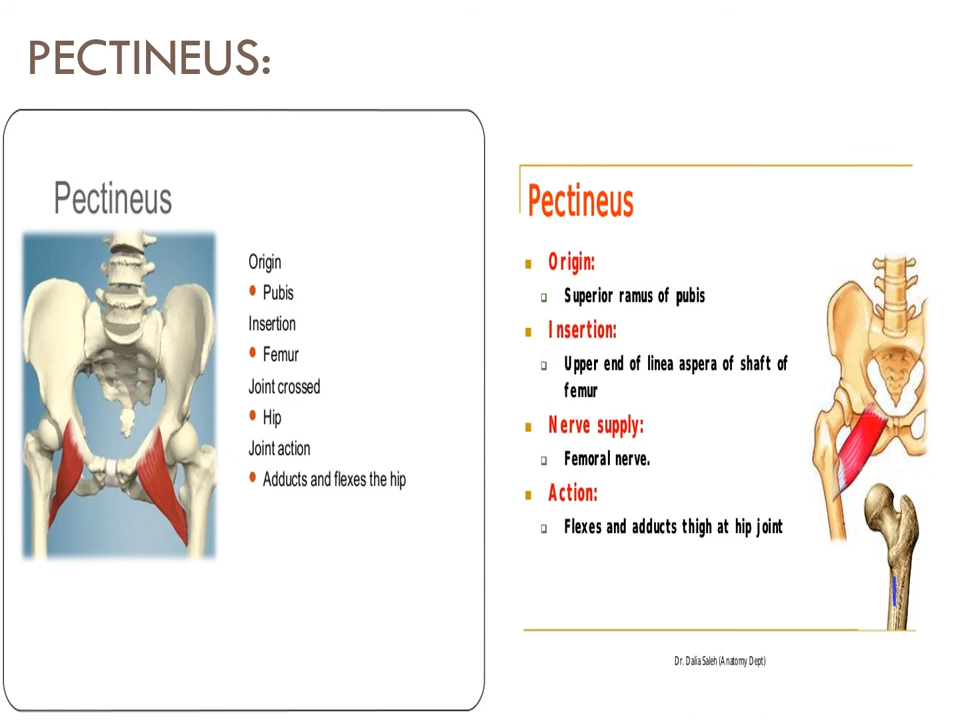 PECTINEUS:
Pectineus
Origin
Pubis
Insertion
Femur
Joint crossed
Hip
Joint action
Adducts and flexes the hip
Pectineus
Origin:
Superior ramus of pubis
Insertion:
Upper end of linea aspera of shaft of
femur
Nerve supply:
Femoral nerve.
Action:
Flexes and adducts thigh at hip joint
Dr. Dalia Saleh (Anatomy Dept)